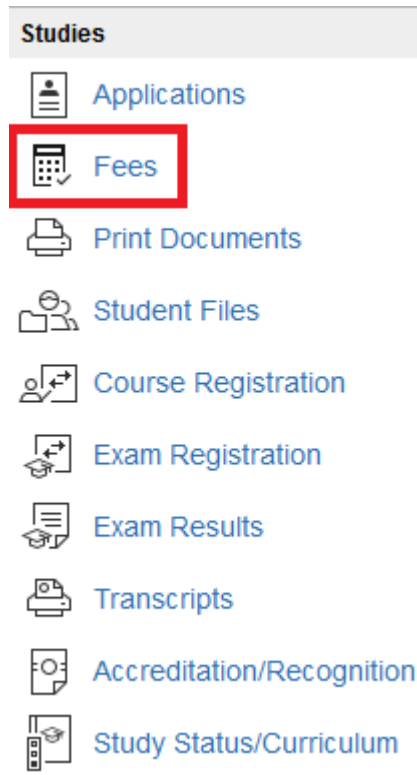 Studies
Applications
Fees
Print Documents
Student Files
Course Registration
Exam Registration
Exam Results
Transcripts
Accreditation/Recognition
Study Status/Curriculum